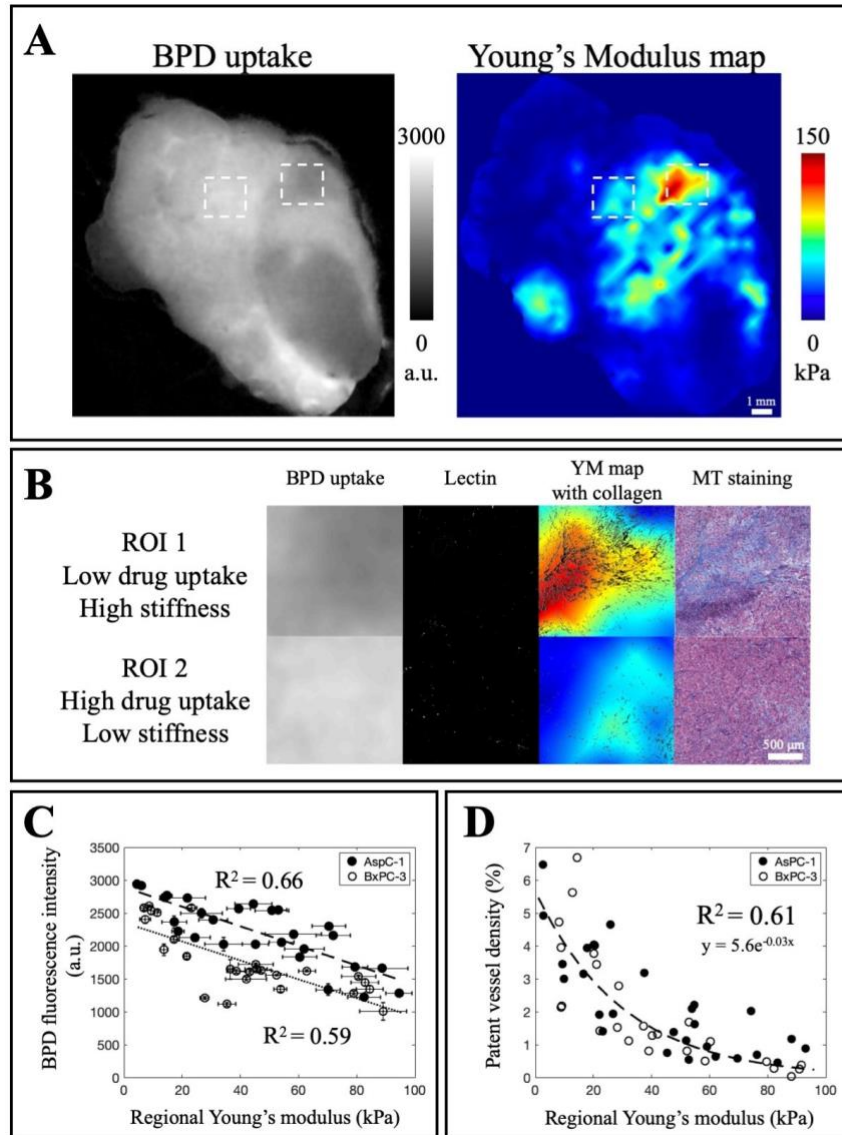 A
BPD uptake
Young's Modulus map
3000
0
a.u.
150
0
kPa
1 mm
B
BPD uptake
Lectin
YM map
with collagen
MT staining
ROI 1
Low drug uptake
High stiffness
ROI 2
High drug uptake
Low stiffness
500 μm
C
BPD fluorescence intensity
(a.u.)
3500
3000
2500
2000
1500
1000
500
0
R² = 0.66
R² = 0.59
AspC-1
BxPC-3
0 20 40 60 80 100
Regional Young's modulus (kPa)
D
Patent vessel density (%)
7
6
5
4
3
2
1
0
AsPC-1
BxPC-3
R² = 0.61
y = 5.6e^-0.03x
0 20 40 60 80 100
Regional Young's modulus (kPa)